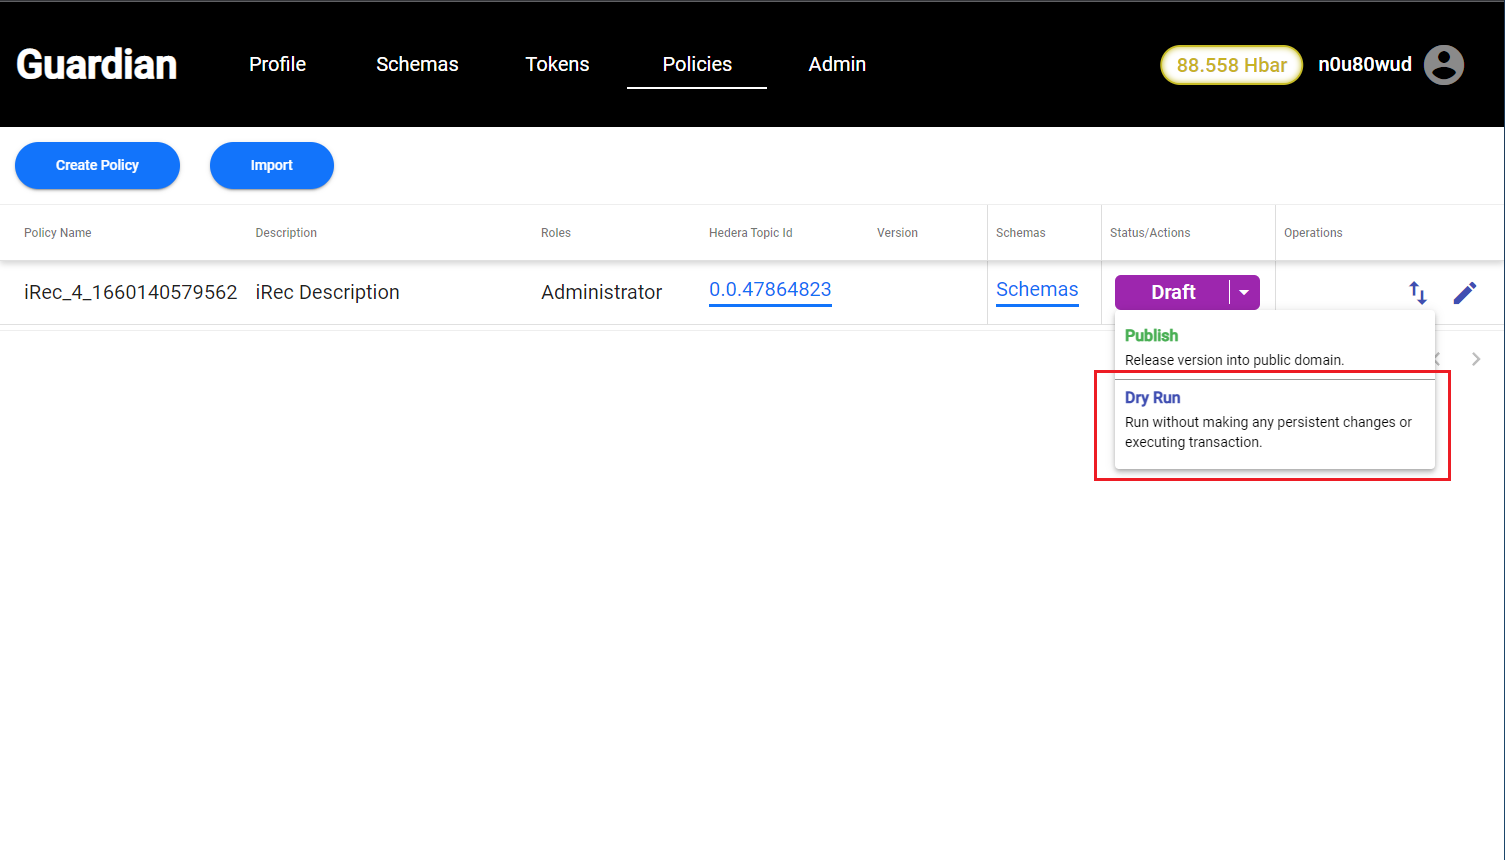 Guardian
Profile
Schemas
Tokens
Policies
Admin
88.558 Hbar
n0u80wud
Create Policy
Import
Policy Name
Description
Roles
Hedera Topic Id
Version
Schemas
Status/Actions
Operations
iRec_4_1660140579562
iRec Description
Administrator
0.0.47864823
Schemas
Draft
Publish
Release version into public domain.
Dry Run
Run without making any persistent changes or
executing transaction.